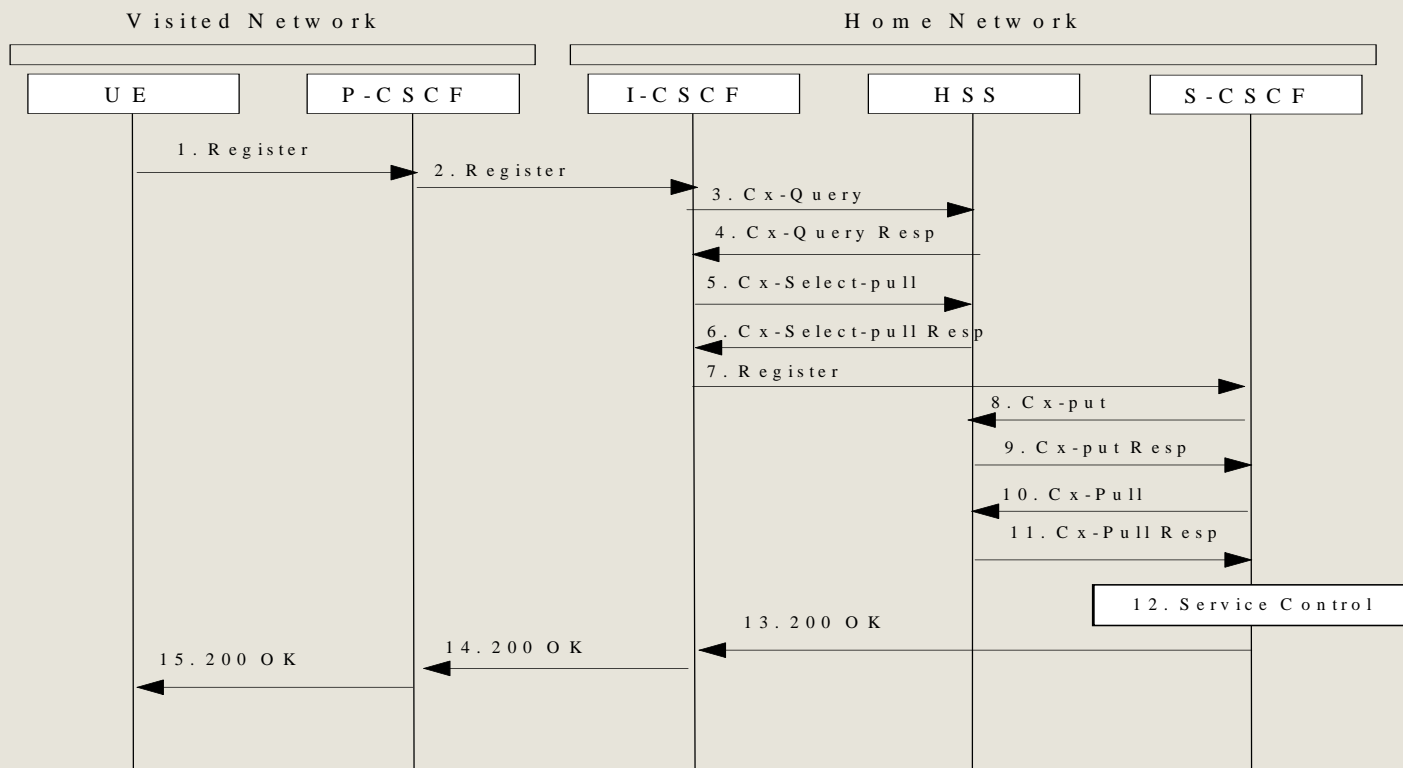 Visited Network
Home Network
UE
P-CSCF
I-CSCF
HSS
S-CSCF
1. Register
2. Register
3. Cx-Query
4. Cx-Query Resp
5. Cx-Select-pull
6. Cx-Select-pull Resp
7. Register
8. Cx-put
9. Cx-put Resp
10. Cx-Pull
11. Cx-Pull Resp
12. Service Control
13. 200 OK
14. 200 OK
15. 200 OK